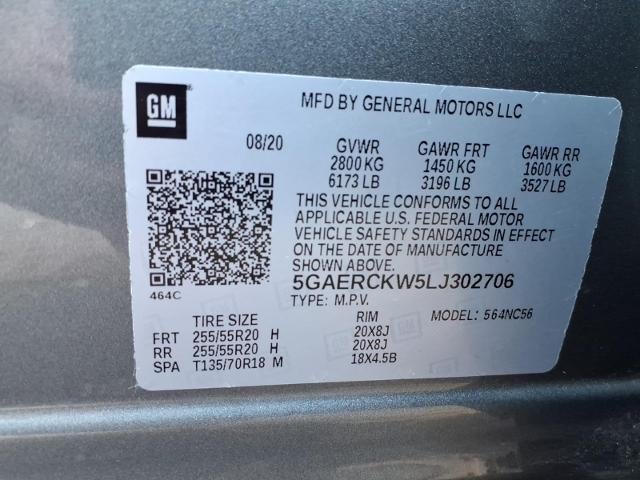 GM
MFD BY GENERAL MOTORS LLC
08/20 GVWR GAWR FRT GAWR RR
2800 KG 1450 KG 1600 KG
6173 LB 3196 LB 3527 LB
THIS VEHICLE CONFORMS TO ALL
APPLICABLE U.S. FEDERAL MOTOR
VEHICLE SAFETY STANDARDS IN EFFECT
ON THE DATE OF MANUFACTURE
SHOWN ABOVE.
464C 5GAERCKW5LJ302706
TYPE: M.P.V. MODEL: 564NC56
TIRE SIZE RIM
FRT 255/55R20 H 20X8J
RR 255/55R20 H 20X8J
SPA T135/70R18 M 18X4.5B